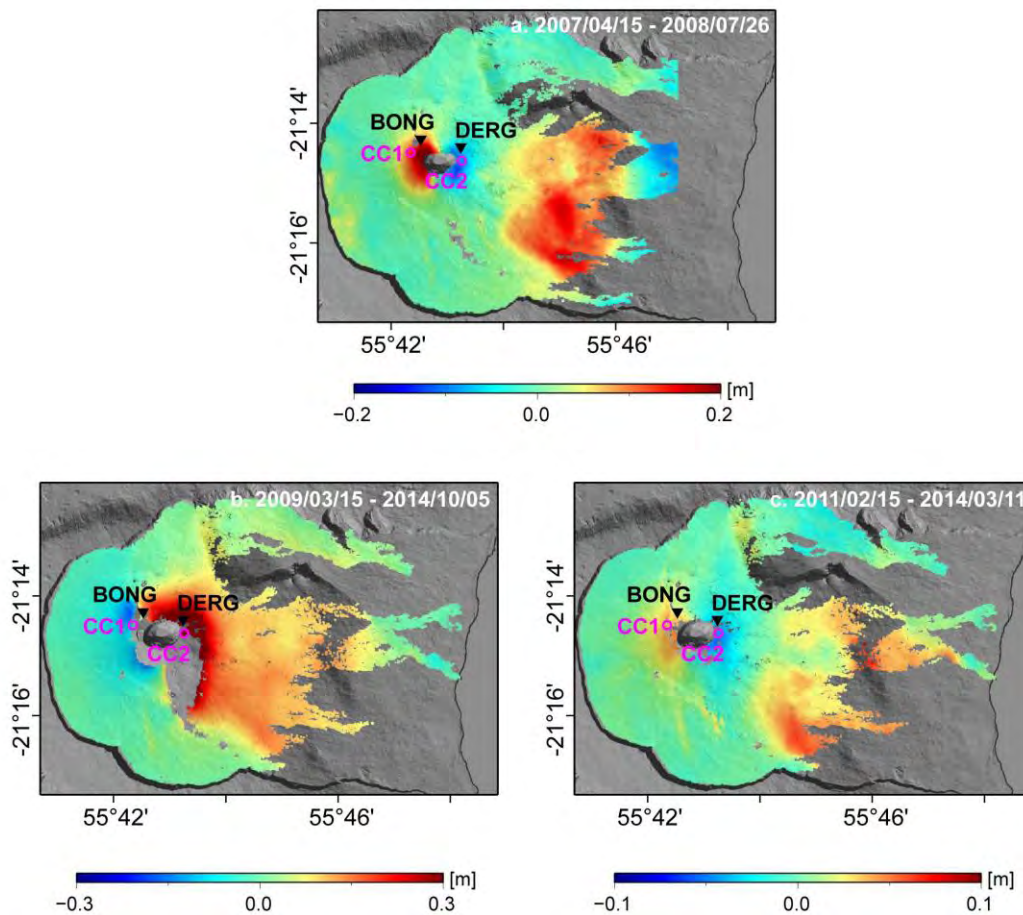 a. 2007/04/15 - 2008/07/26
-21°14'
BONG
DERG
CC1
CC2
-21°16'
55°42'
55°46'
[m]
-0.2
0.0
0.2
b. 2009/03/15 - 2014/10/05
-21°14'
BONG
DERG
CC1
CC2
-21°16'
55°42'
55°46'
[m]
-0.3
0.0
0.3
c. 2011/02/15 - 2014/03/11
-21°14'
BONG
DERG
CC1
CC2
-21°16'
55°42'
55°46'
[m]
-0.1
0.0
0.1